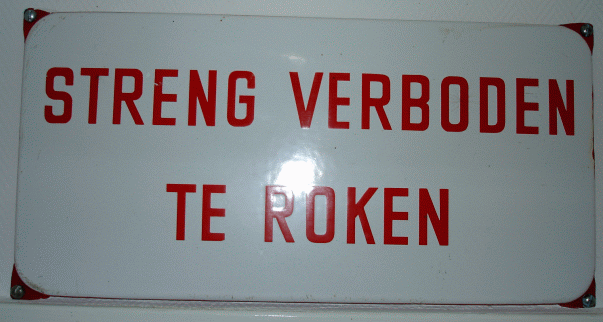 STRENG VERBODEN
TE ROKEN